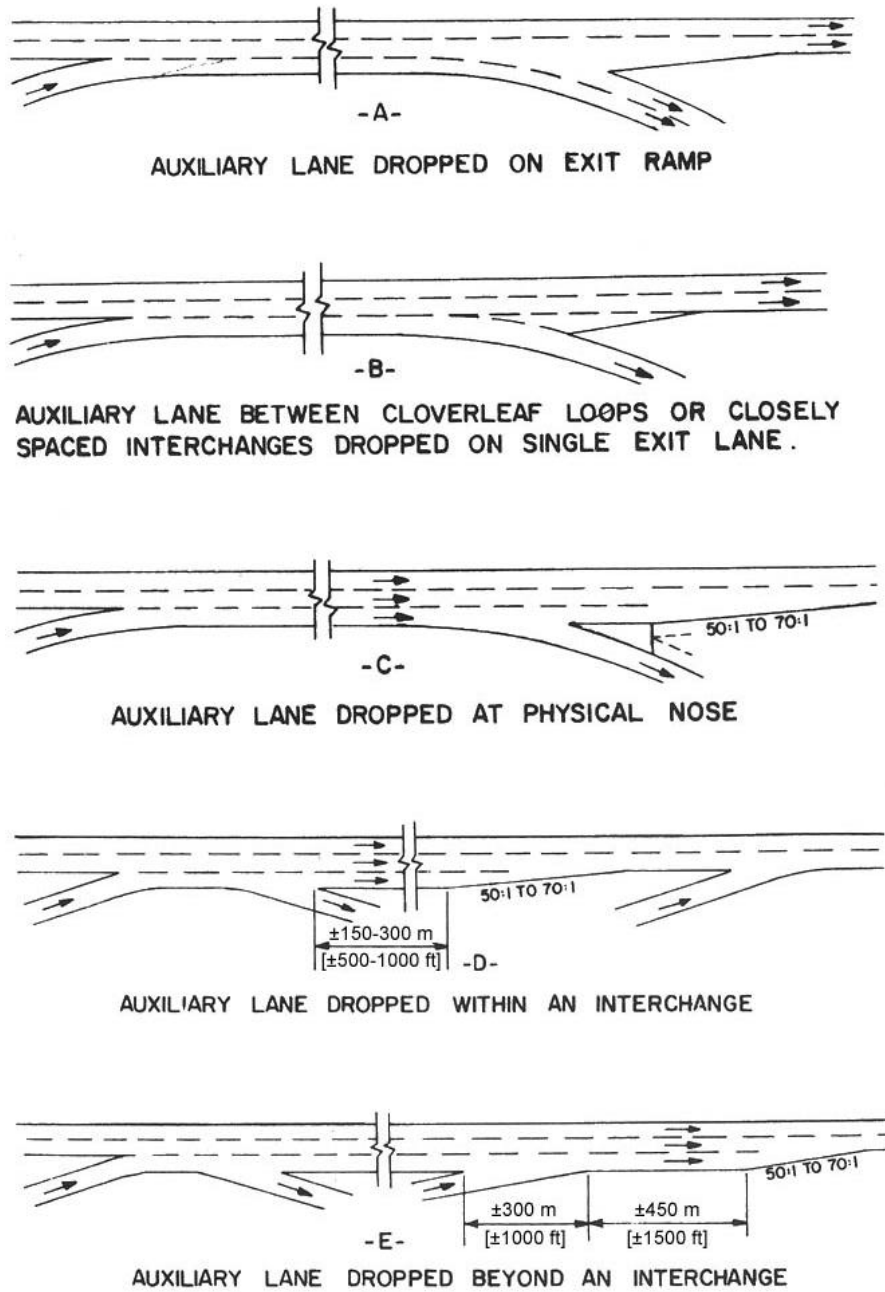 -A-
AUXILIARY LANE DROPPED ON EXIT RAMP
-B-
AUXILIARY LANE BETWEEN CLOVERLEAF LOOPS OR CLOSELY
SPACED INTERCHANGES DROPPED ON SINGLE EXIT LANE.
50:1 TO 70:1
-C-
AUXILIARY LANE DROPPED AT PHYSICAL NOSE
50:1 TO 70:1
±150-300 m
[±500-1000 ft]
-D-
AUXILIARY LANE DROPPED WITHIN AN INTERCHANGE
50:1 TO 70:1
±300 m
±450 m
[±1000 ft]
[±1500 ft]
-E-
AUXILIARY LANE DROPPED BEYOND AN INTERCHANGE